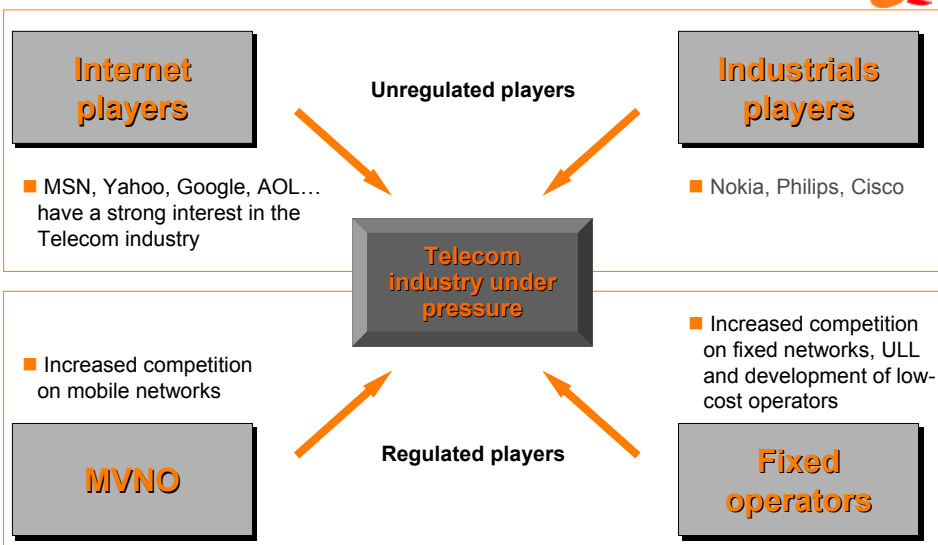 Internet
players
Unregulated players
Industrials
players
■ MSN, Yahoo, Google, AOL…
have a strong interest in the
Telecom industry
■ Nokia, Philips, Cisco
Telecom
industry under
pressure
■ Increased competition
on mobile networks
■ Increased competition
on fixed networks, ULL
and development of low-
cost operators
MVNO
Regulated players
Fixed
operators